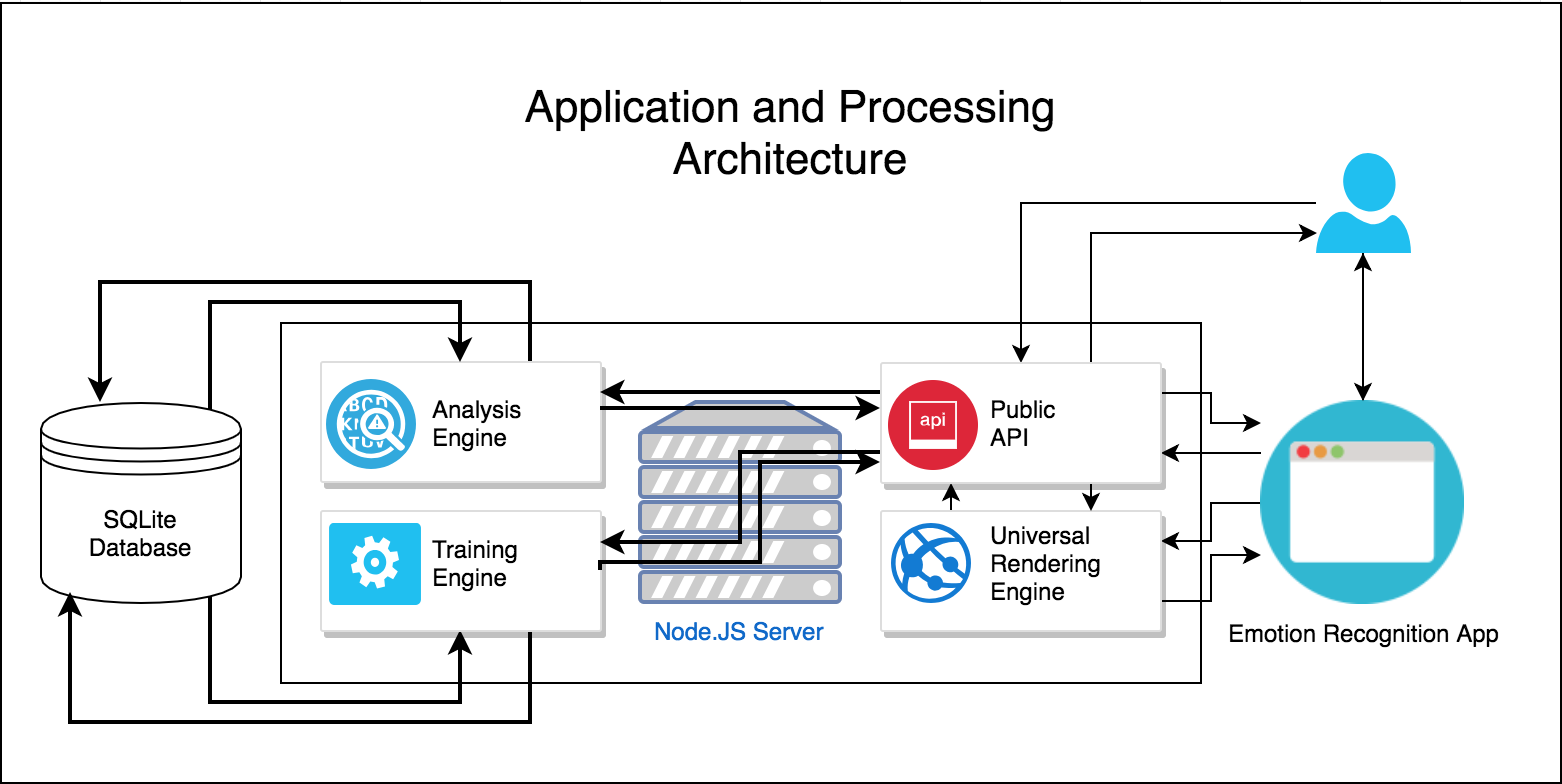 Application and Processing
Architecture
Analysis
Engine
Public
API
api
SQLite
Database
Training
Engine
Universal
Rendering
Engine
Node.JS Server
Emotion Recognition App